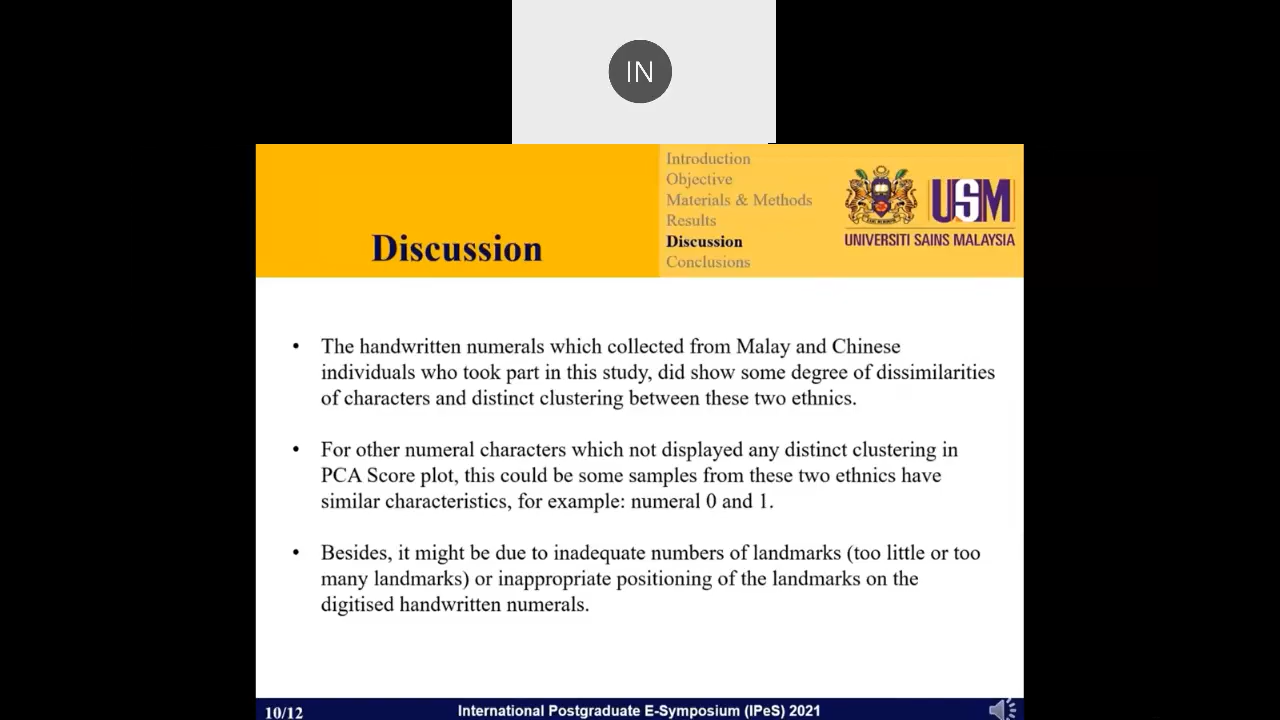 IN
Introduction
Objective
Materials & Methods
Results
Discussion
Conclusions
USM
UNIVERSITI SAINS MALAYSIA
Discussion
• The handwritten numerals which collected from Malay and Chinese
individuals who took part in this study, did show some degree of dissimilarities
of characters and distinct clustering between these two ethnics.
• For other numeral characters which not displayed any distinct clustering in
PCA Score plot, this could be some samples from these two ethnics have
similar characteristics, for example: numeral 0 and 1.
• Besides, it might be due to inadequate numbers of landmarks (too little or too
many landmarks) or inappropriate positioning of the landmarks on the
digitised handwritten numerals.
10/12
International Postgraduate E-Symposium (IPeS) 2021